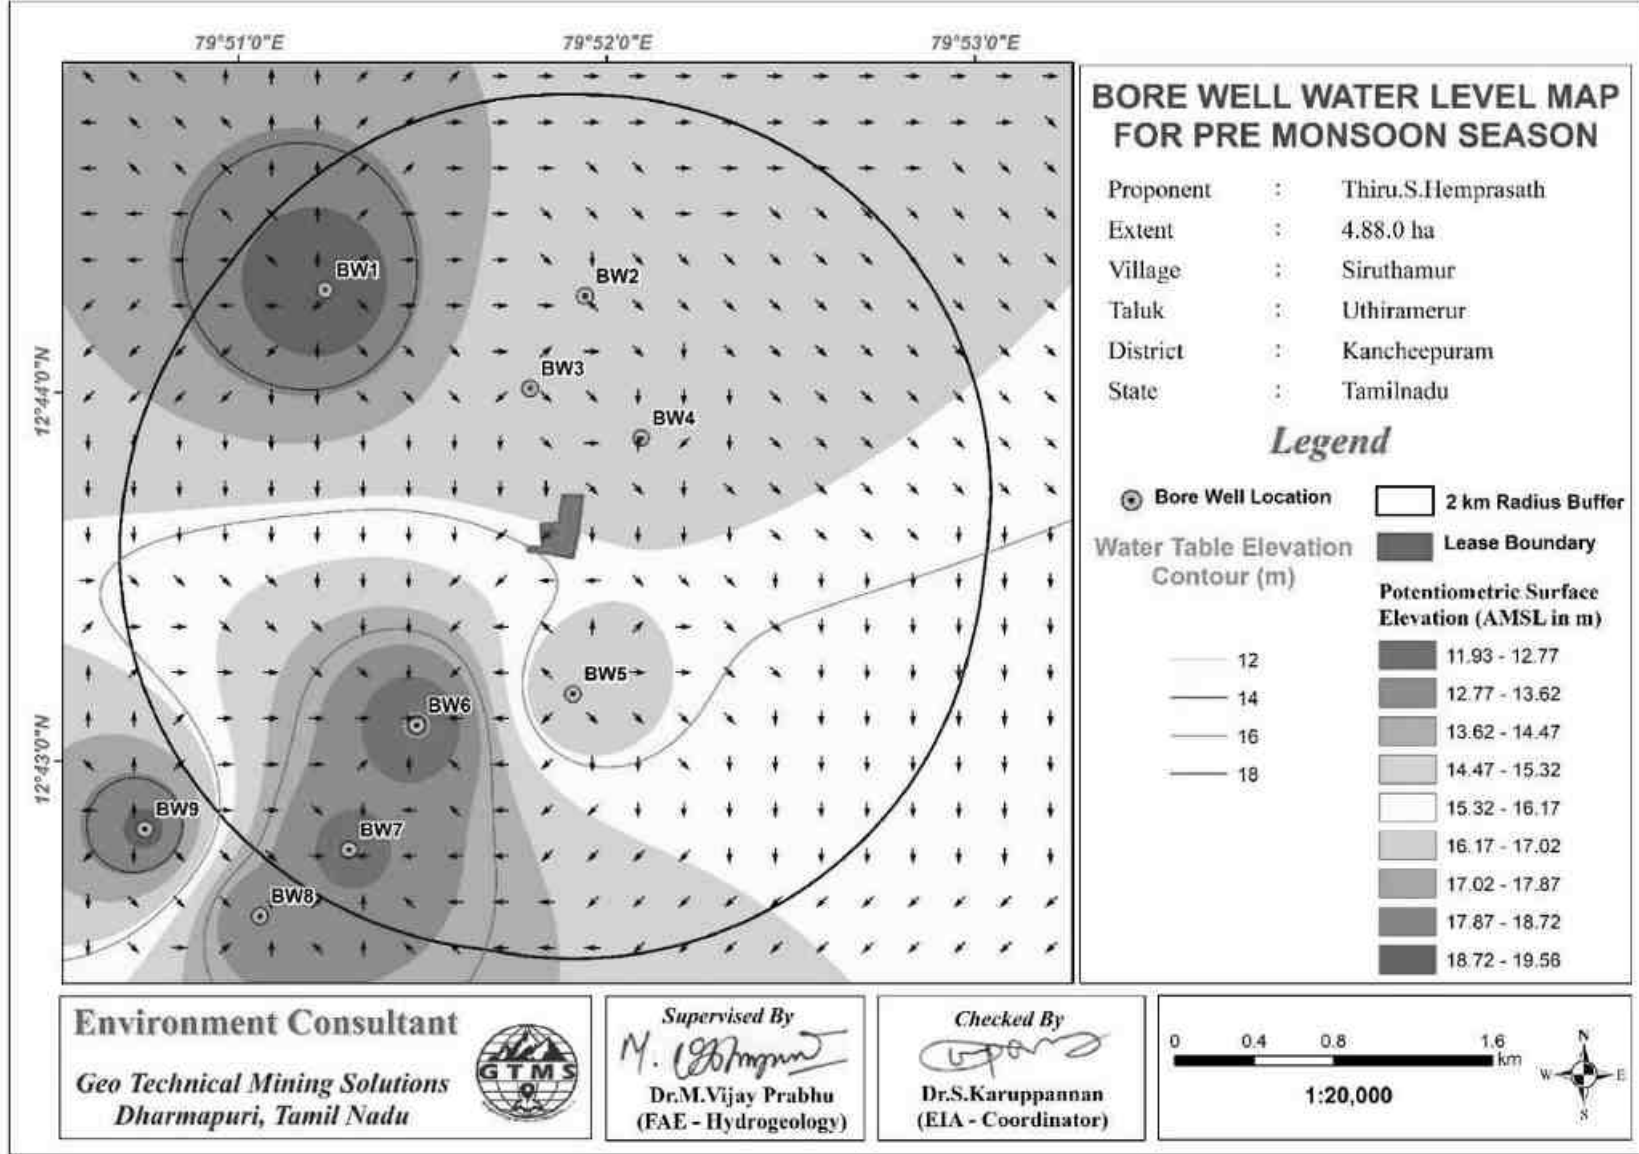 79°51'0"E
79°52'0"E
79°53'0"E
12°44'0"N
12°43'0"N
BW1
BW2
BW3
BW4
BW5
BW6
BW7
BW8
BW9
BORE WELL WATER LEVEL MAP
FOR PRE MONSOON SEASON
Proponent : Thiru.S.Hemprasath
Extent : 4.88.0 ha
Village : Siruthamur
Taluk : Uthiramerur
District : Kancheepuram
State : Tamilnadu
Legend
Bore Well Location
Water Table Elevation
Contour (m)
12
14
16
18
2 km Radius Buffer
Lease Boundary
Potentiometric Surface
Elevation (AMSL in m)
11.93 - 12.77
12.77 - 13.62
13.62 - 14.47
14.47 - 15.32
15.32 - 16.17
16.17 - 17.02
17.02 - 17.87
17.87 - 18.72
18.72 - 19.56
Environment Consultant
Geo Technical Mining Solutions
Dharmapuri, Tamil Nadu
GTMS
Supervised By
Dr.M.Vijay Prabhu
(FAE - Hydrogeology)
Checked By
Dr.S.Karuppannan
(EIA - Coordinator)
0 0.4 0.8 1.6
km
1:20,000
N
W E
S